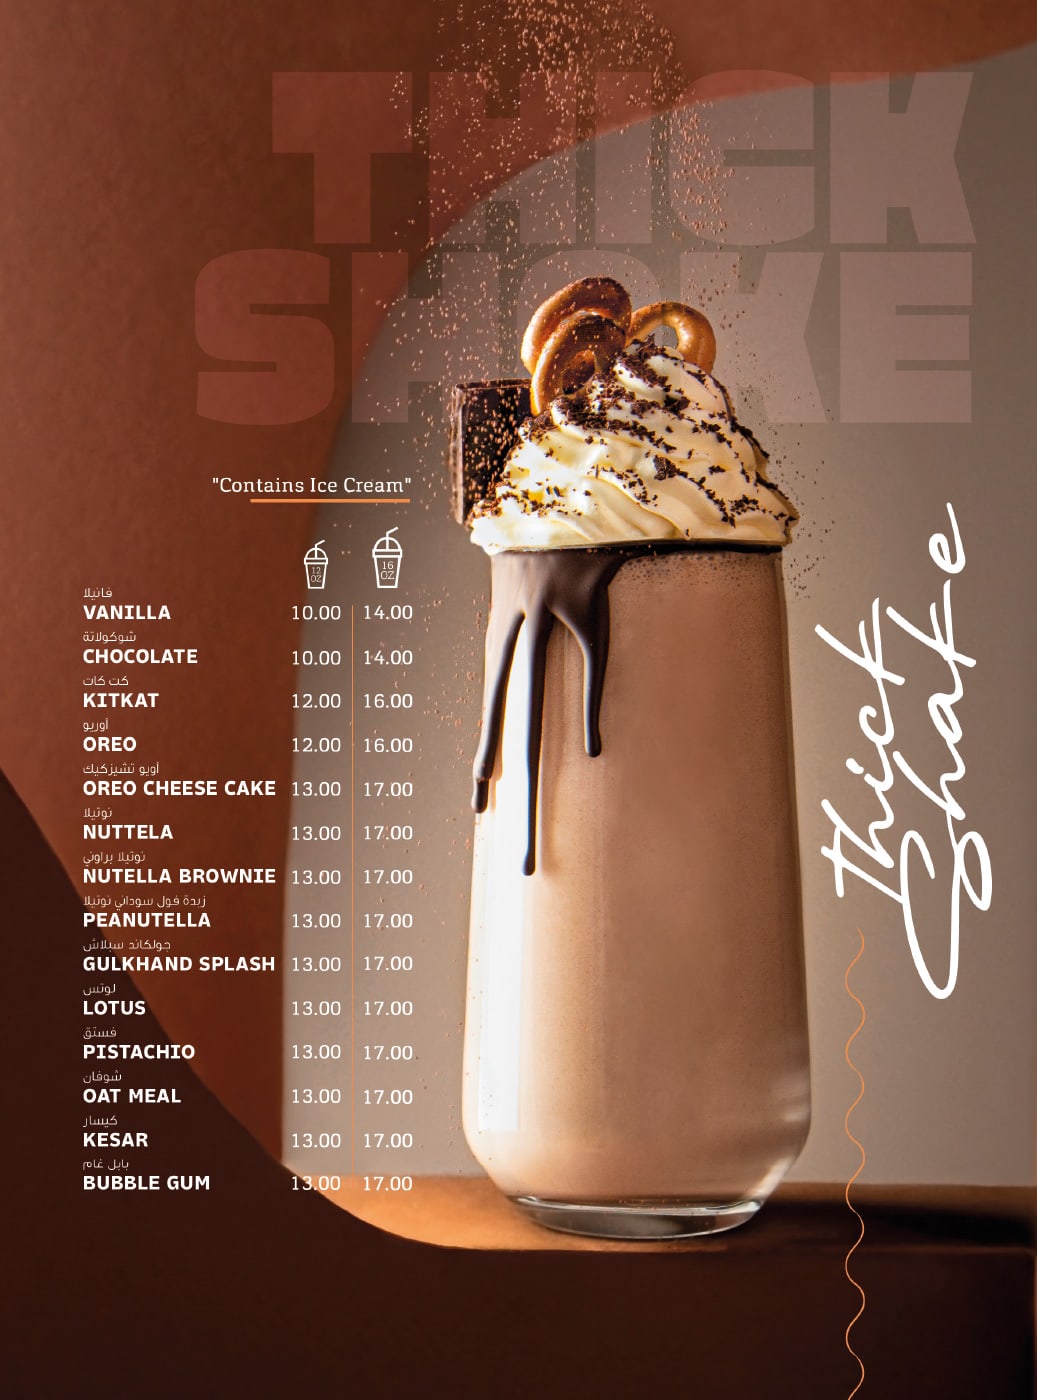 THICK
SHAKE
"Contains Ice Cream"
12 OZ 16 OZ
فانيلا
VANILLA 10.00 14.00
شوكولاتة
CHOCOLATE 10.00 14.00
كت كات
KITKAT 12.00 16.00
أوريو
OREO 12.00 16.00
أويو تشيزكيك
OREO CHEESE CAKE 13.00 17.00
نوتيلا
NUTTELA 13.00 17.00
نوتيلا براوني
NUTELLA BROWNIE 13.00 17.00
زبدة فول سوداني نوتيلا
PEANUTELLA 13.00 17.00
جولكاند سبلاش
GULKHAND SPLASH 13.00 17.00
لوتس
LOTUS 13.00 17.00
فستق
PISTACHIO 13.00 17.00
شوفان
OAT MEAL 13.00 17.00
كيسار
KESAR 13.00 17.00
بابل غام
BUBBLE GUM 13.00 17.00
Thick
Shake